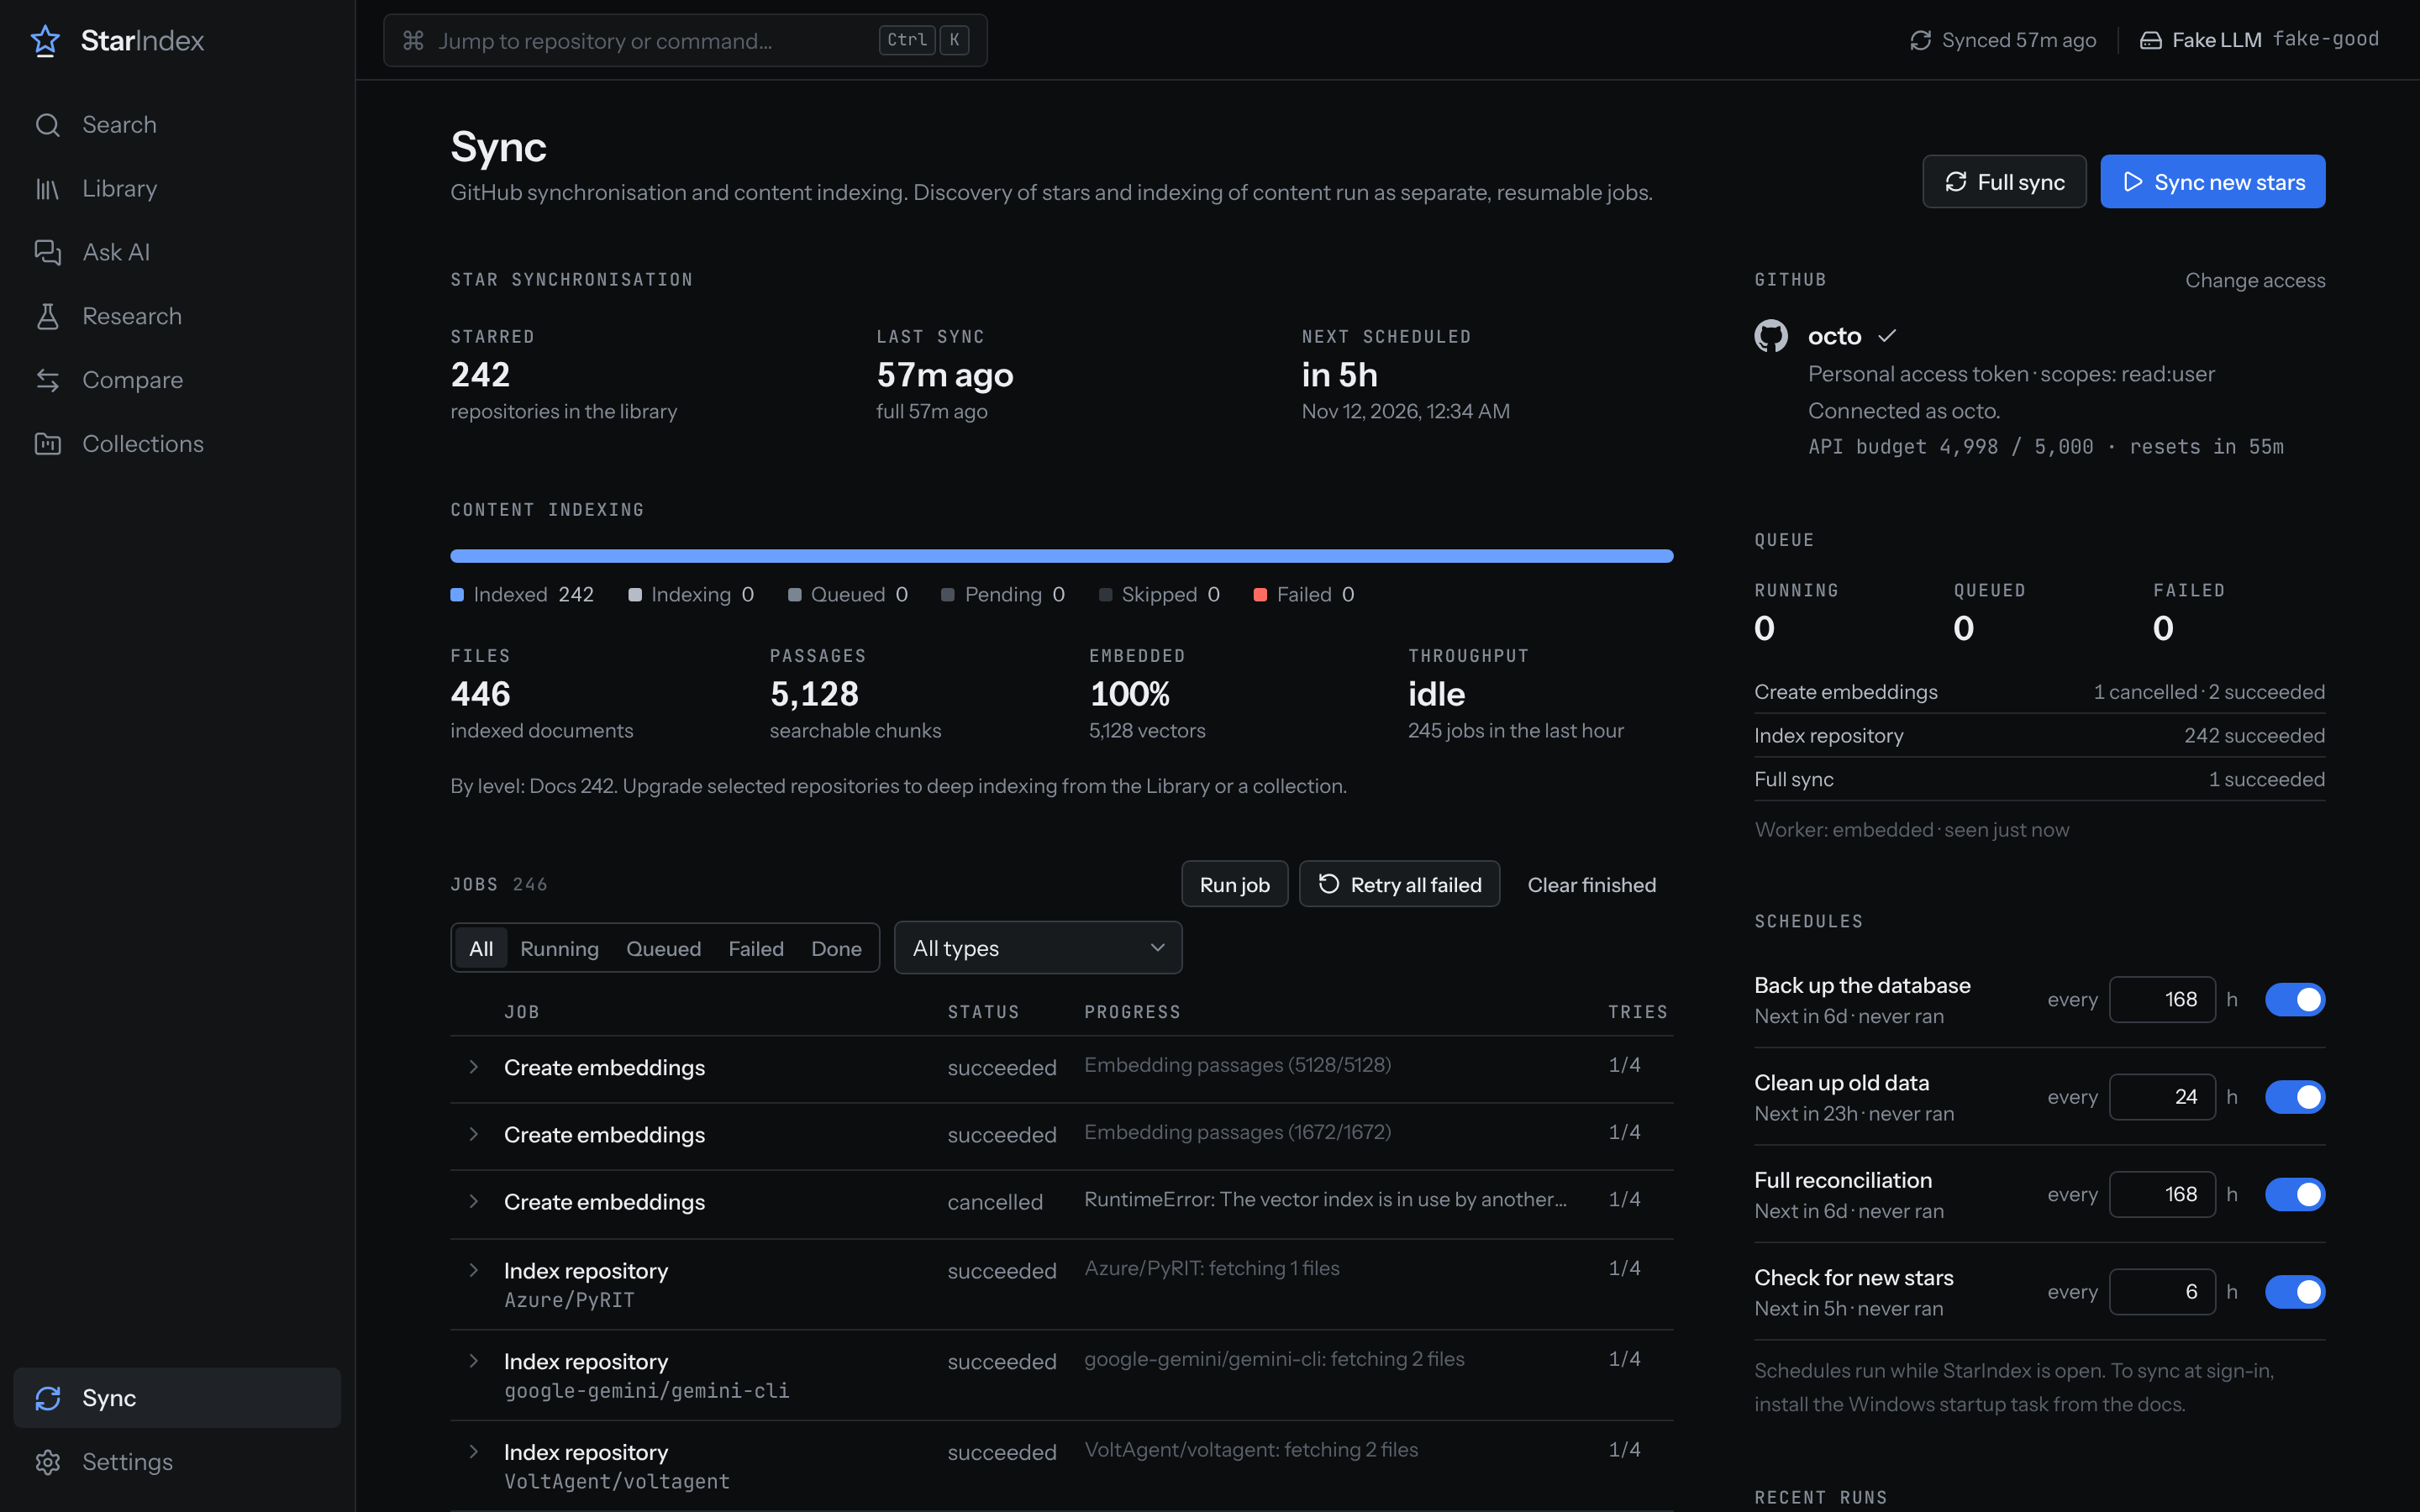 StarIndex
Jump to repository or command...
Ctrl K
Synced 57m ago
Fake LLM fake-good
Search
Library
Ask AI
Research
Compare
Collections
Sync
Settings
Sync
GitHub synchronisation and content indexing. Discovery of stars and indexing of content run as separate, resumable jobs.
Full sync
Sync new stars
STAR SYNCHRONISATION
STARRED
242
repositories in the library
LAST SYNC
57m ago
full 57m ago
NEXT SCHEDULED
in 5h
Nov 12, 2026, 12:34 AM
CONTENT INDEXING
Indexed 242 Indexing 0 Queued 0 Pending 0 Skipped 0 Failed 0
FILES
446
indexed documents
PASSAGES
5,128
searchable chunks
EMBEDDED
100%
5,128 vectors
THROUGHPUT
idle
245 jobs in the last hour
By level: Docs 242. Upgrade selected repositories to deep indexing from the Library or a collection.
JOBS 246
Run job
Retry all failed
Clear finished
All Running Queued Failed Done
All types
JOB STATUS PROGRESS TRIES
Create embeddings succeeded Embedding passages (5128/5128) 1/4
Create embeddings succeeded Embedding passages (1672/1672) 1/4
Create embeddings cancelled RuntimeError: The vector index is in use by another... 1/4
Index repository succeeded Azure/PyRIT: fetching 1 files 1/4
Azure/PyRIT
Index repository succeeded google-gemini/gemini-cli: fetching 2 files 1/4
google-gemini/gemini-cli
Index repository succeeded VoltAgent/voltagent: fetching 2 files 1/4
VoltAgent/voltagent
GITHUB
Change access
octo
Personal access token · scopes: read:user
Connected as octo.
API budget 4,998 / 5,000 · resets in 55m
QUEUE
RUNNING
0
QUEUED
0
FAILED
0
Create embeddings 1 cancelled · 2 succeeded
Index repository 242 succeeded
Full sync 1 succeeded
Worker: embedded · seen just now
SCHEDULES
Back up the database
Next in 6d · never ran
every 168 h
Clean up old data
Next in 23h · never ran
every 24 h
Full reconciliation
Next in 6d · never ran
every 168 h
Check for new stars
Next in 5h · never ran
every 6 h
Schedules run while StarIndex is open. To sync at sign-in,
install the Windows startup task from the docs.
RECENT RUNS